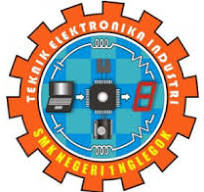 TEKNIK ELEKTRONIKA INDUSTRI
SMK NEGERI 1 NGLEGOK